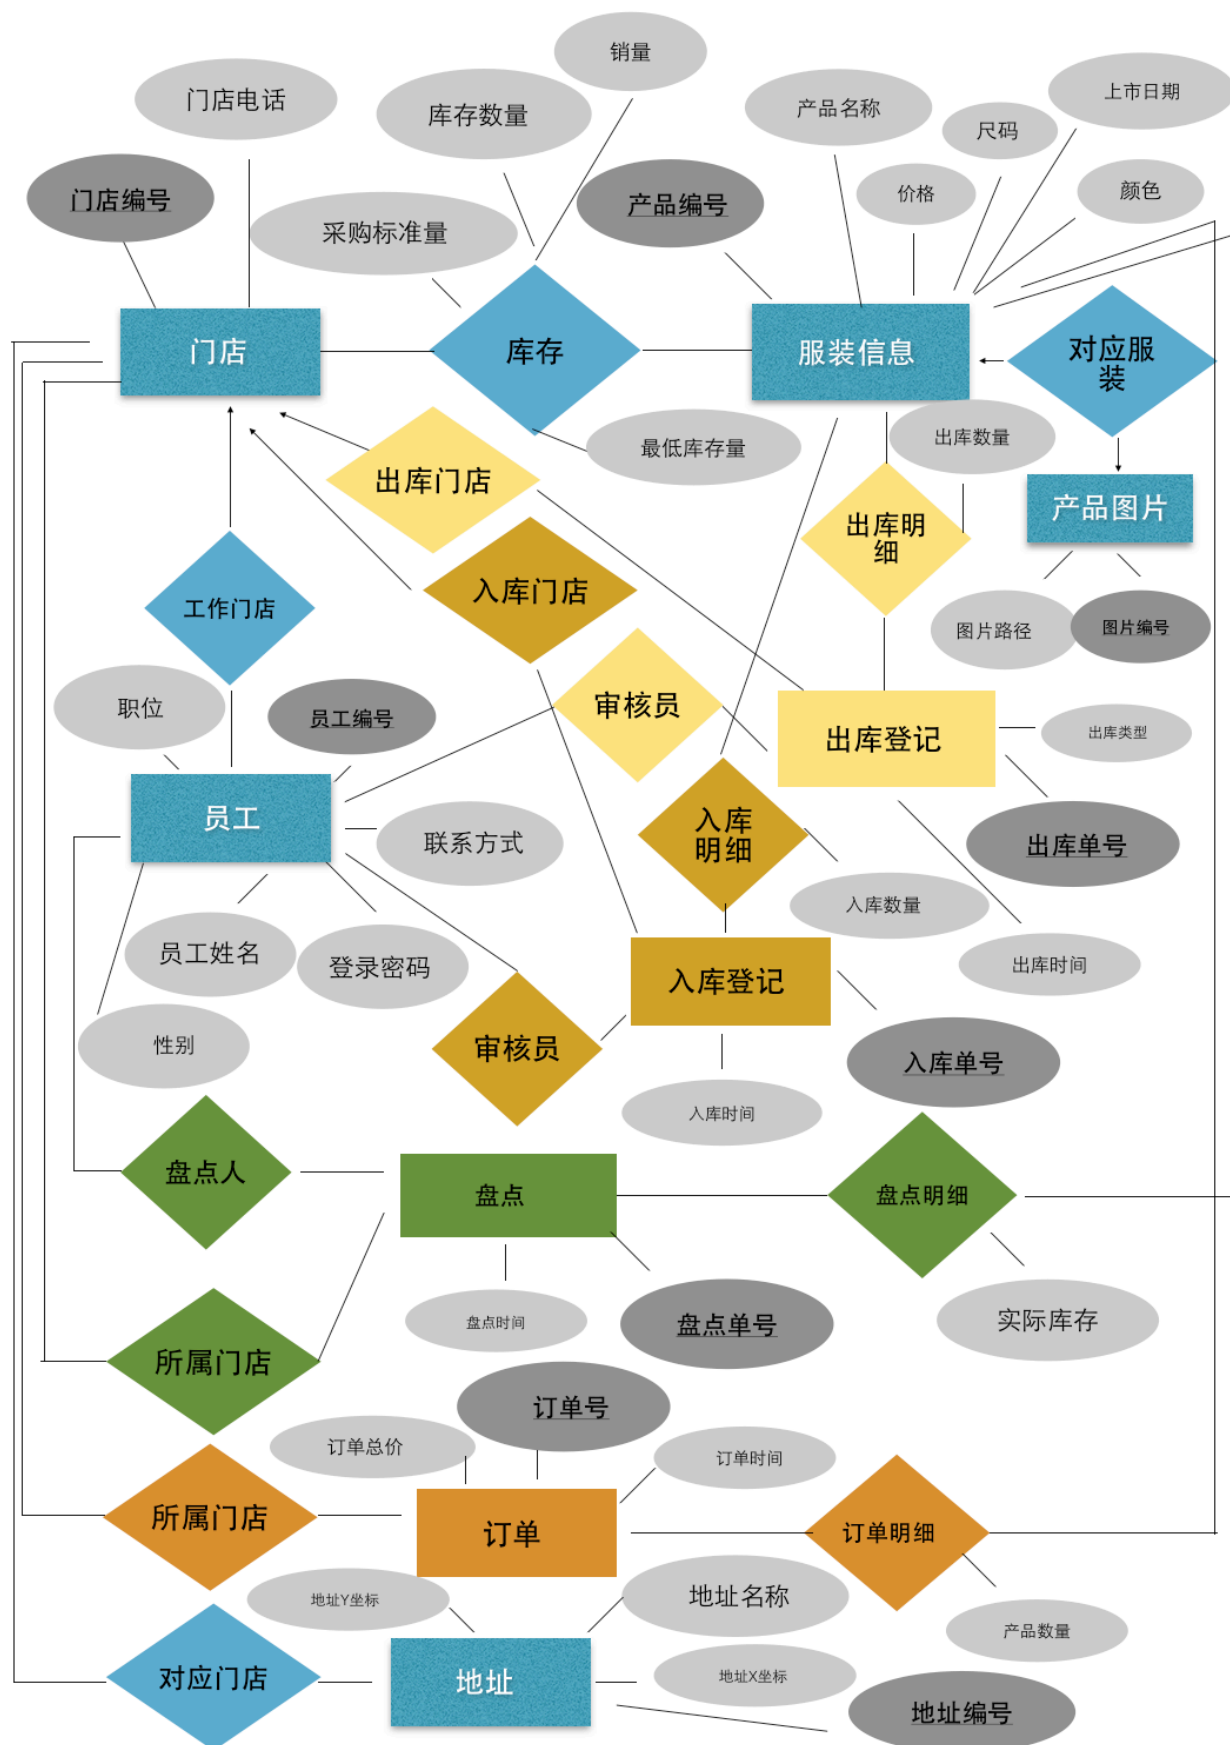 销量
门店电话
库存数量
产品名称
上市日期
尺码
门店编号
采购标准量
产品编号
价格
颜色
门店
库存
服装信息
对应服
装
出库门店
最低库存量
出库数量
产品图片
出库明
细
入库门店
工作门店
图片路径
图片编号
职位
员工编号
审核员
出库登记
出库类型
员工
联系方式
入库
明细
出库单号
入库数量
员工姓名
登录密码
入库登记
出库时间
性别
审核员
入库单号
入库时间
盘点人
盘点
盘点明细
盘点时间
盘点单号
实际库存
所属门店
订单号
订单总价
订单时间
所属门店
订单
订单明细
地址Y坐标
地址名称
产品数量
对应门店
地址
地址X坐标
地址编号